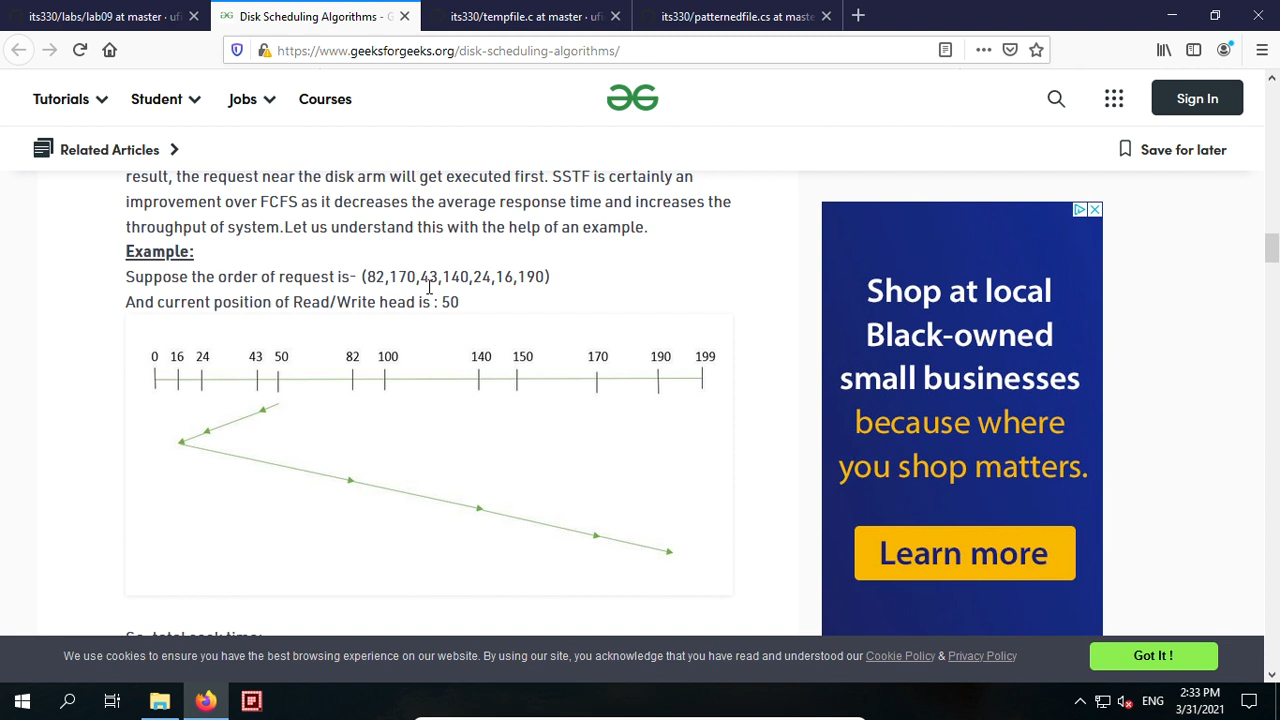 its330/labs/lab09 at master · ufi
Disk Scheduling Algorithms - G
its330/tempfile.c at master · ufi
its330/patternedfile.cs at maste
https://www.geeksforgeeks.org/disk-scheduling-algorithms/
Tutorials Student Jobs Courses Sign In
Related Articles Save for later
result, the request near the disk arm will get executed first. SSTF is certainly an
improvement over FCFS as it decreases the average response time and increases the
throughput of system.Let us understand this with the help of an example.
Example:
Suppose the order of request is- (82,170,43,140,24,16,190)
And current position of Read/Write head is : 50
0 16 24 43 50 82 100 140 150 170 190 199
Shop at local
Black-owned
small businesses
because where
you shop matters.
Learn more
We use cookies to ensure you have the best browsing experience on our website. By using our site, you acknowledge that you have read and understood our Cookie Policy & Privacy Policy
Got It !
ENG
2:33 PM
3/31/2021